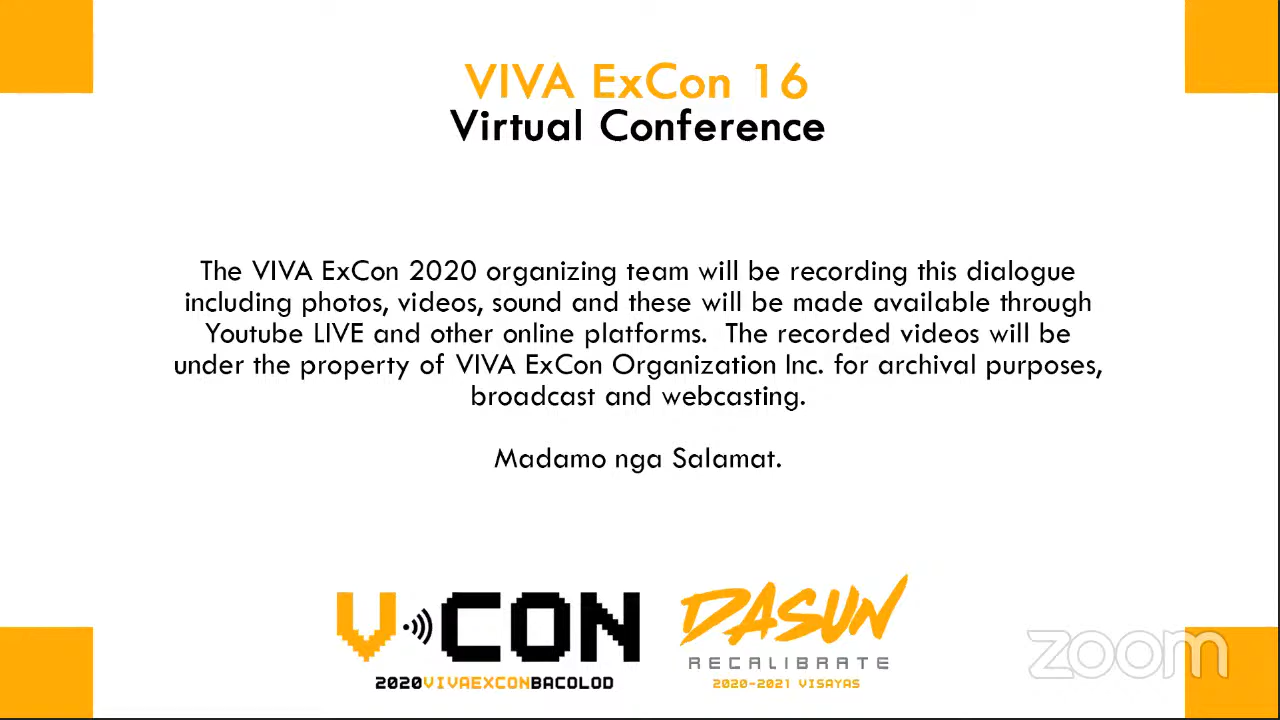 VIVA ExCon 16
Virtual Conference
The VIVA ExCon 2020 organizing team will be recording this dialogue
including photos, videos, sound and these will be made available through
Youtube LIVE and other online platforms.  The recorded videos will be
under the property of VIVA ExCon Organization Inc. for archival purposes,
broadcast and webcasting.
Madamo nga Salamat.
V CON
2020VIVAEXCONBACOLOD
DASUN
RECALIBRATE
2020-2021 VISAYAS
zoom